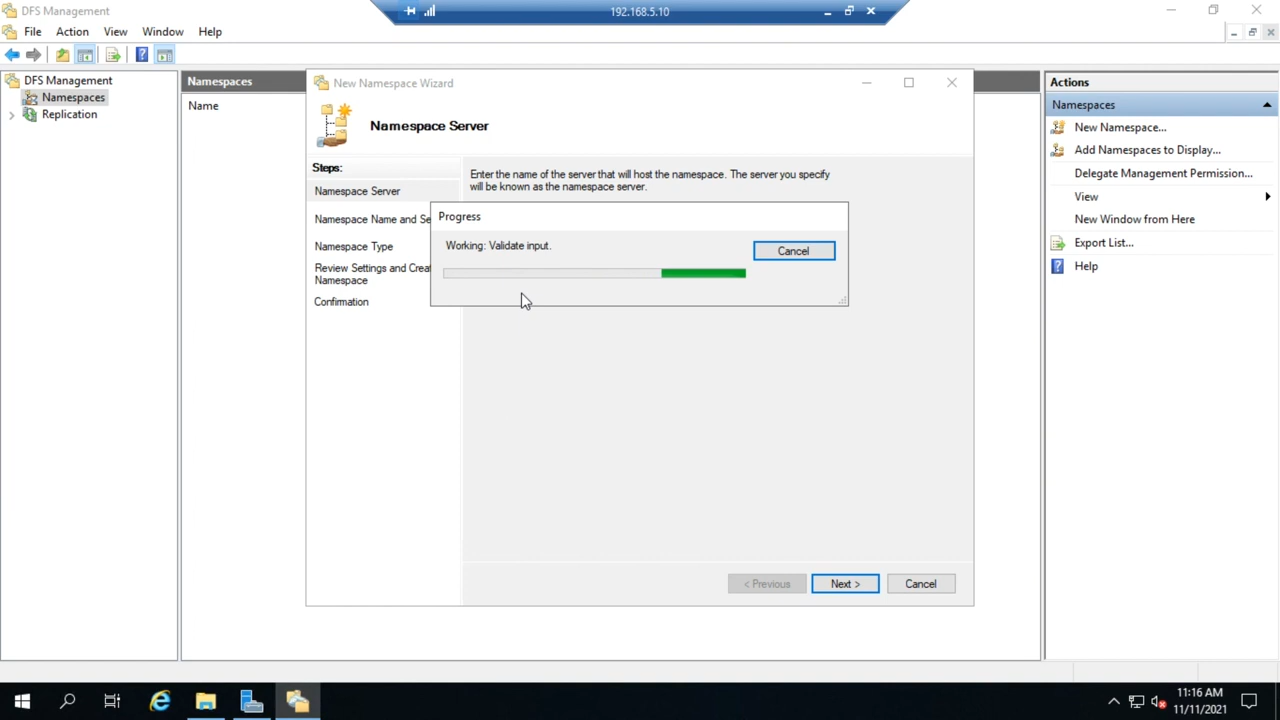 DFS Management
192.168.5.10
File Action View Window Help
DFS Management
Namespaces
Replication
Namespaces
Name
New Namespace Wizard
Namespace Server
Steps:
Namespace Server
Namespace Name and Se
Namespace Type
Review Settings and Creat
Namespace
Confirmation
Enter the name of the server that will host the namespace. The server you specify
will be known as the namespace server.
Progress
Working: Validate input.
Cancel
< Previous
Next >
Cancel
Actions
Namespaces
New Namespace...
Add Namespaces to Display...
Delegate Management Permission...
View
New Window from Here
Export List...
Help
11:16 AM
11/11/2021